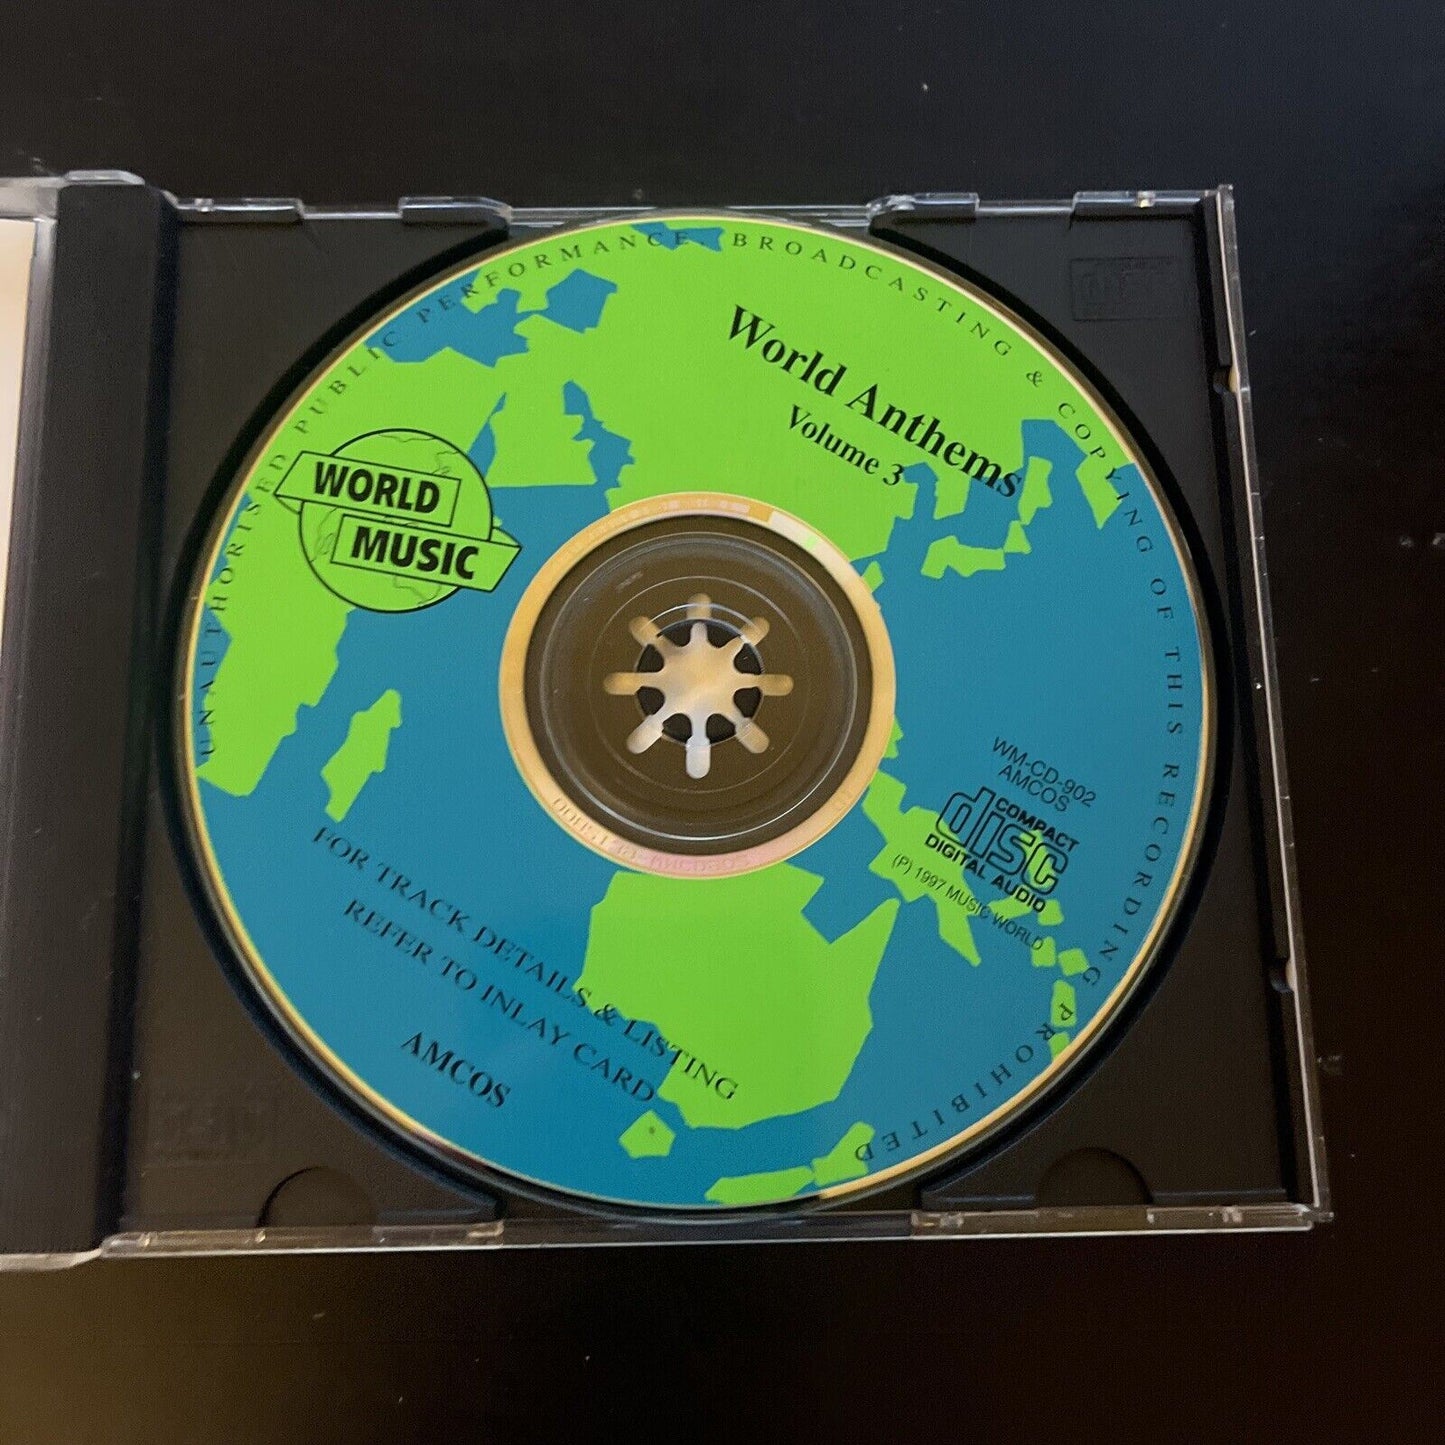 UNAUTHORISED PUBLIC PERFORMANCE, BROADCASTING & COPYING OF THIS RECORDING PROHIBITED
World Anthems
Volume 3
WORLD
MUSIC
WM-CD-902
AMCOS
COMPACT
disc
DIGITAL AUDIO
(P) 1997 MUSIC WORLD
FOR TRACK DETAILS & LISTING
REFER TO INLAY CARD
AMCOS